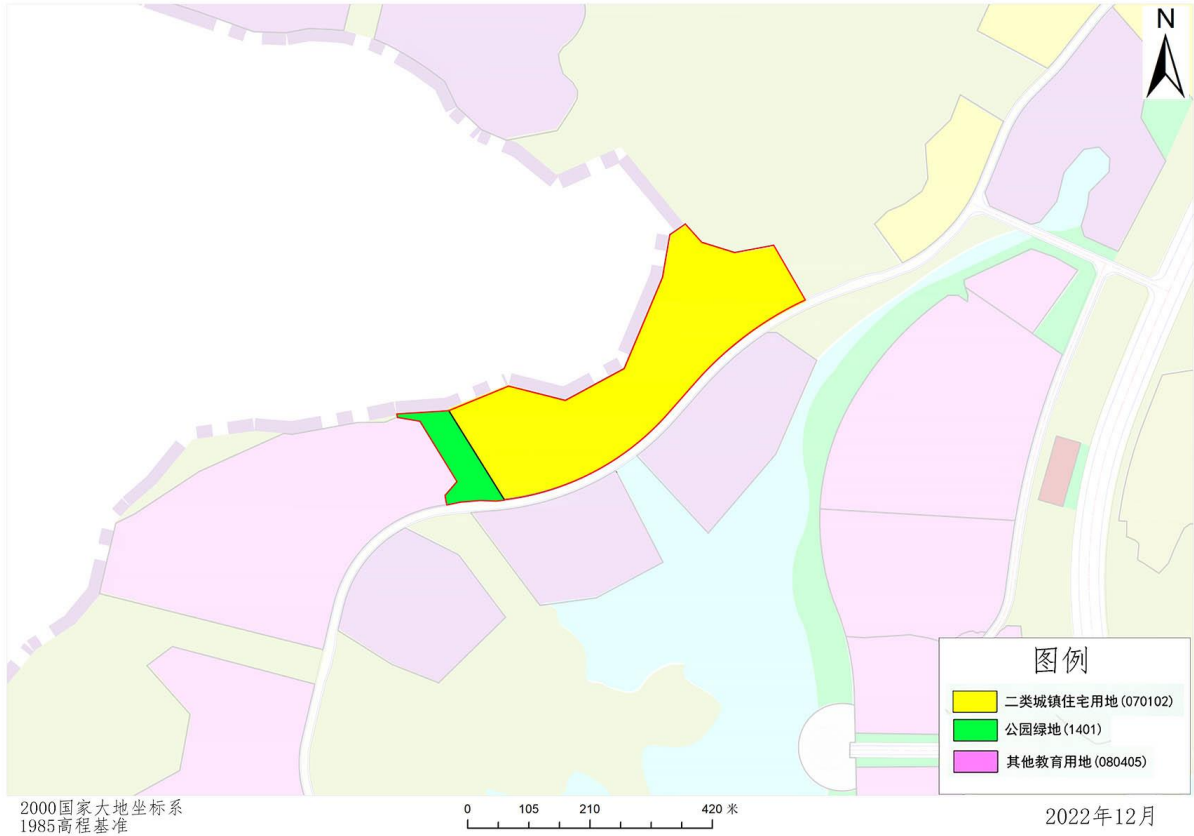 N
图例
二类城镇住宅用地(070102)
公园绿地(1401)
其他教育用地(080405)
2000国家大地坐标系
1985高程基准
0 105 210 420 米
2022年12月